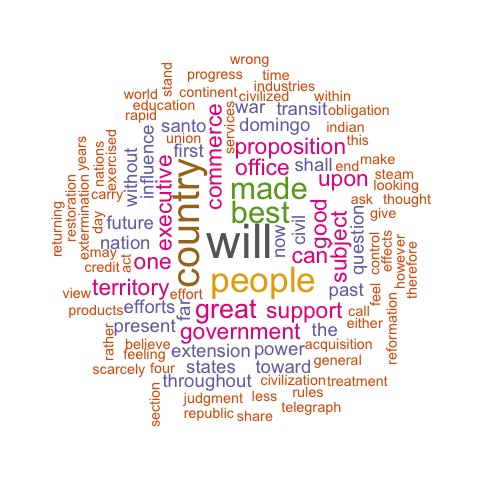 wrong
progress
time
stand
continent
industries
world
civilized
within
education
services
war
transit
obligation
rapid
commerce
santo
domingo
indian
union
influence
first
proposition
this
years
nations
exercised
without
executive
office
shall
end
make
country
made
upon
steam
looking
restoration
carry
best
good
ask
thought
extermination
day
future
will
now
civil
subject
question
give
returning
nation
can
control
effects
however
therefore
may
one
credit
act
people
past
feel
territory
effort
view
products
efforts
far
great
support
call
either
reformation
present
government
the
rather
believe
acquisition
feeling
extension
power
general
scarcely
four
states
toward
throughout
civilization
treatment
section
judgment
less
rules
republic
share
telegraph